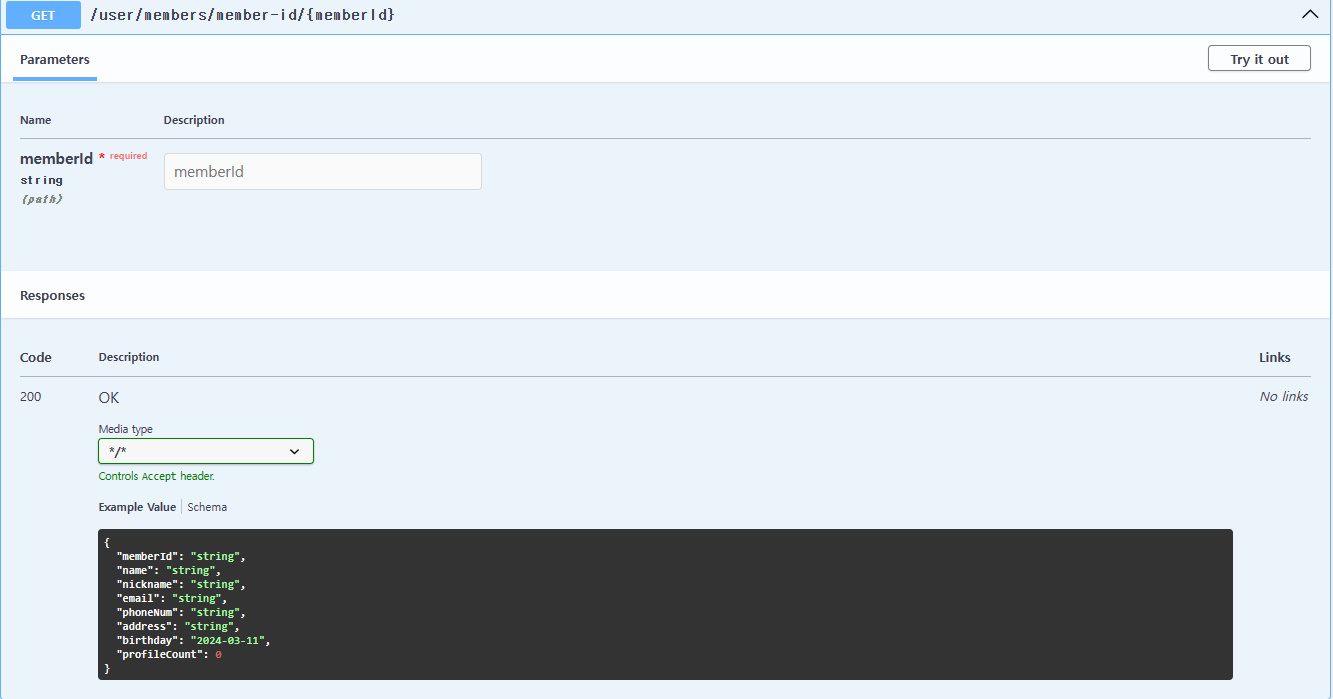 GET /user/members/member-id/{memberId}
Parameters Try it out
Name Description
memberId * required
string
(path)
memberId
Responses
Code Description Links
200 OK No links
Media type
*/*
Controls Accept header.
Example Value Schema
{
"memberId": "string",
"name": "string",
"nickname": "string",
"email": "string",
"phoneNum": "string",
"address": "string",
"birthday": "2024-03-11",
"profileCount": 0
}